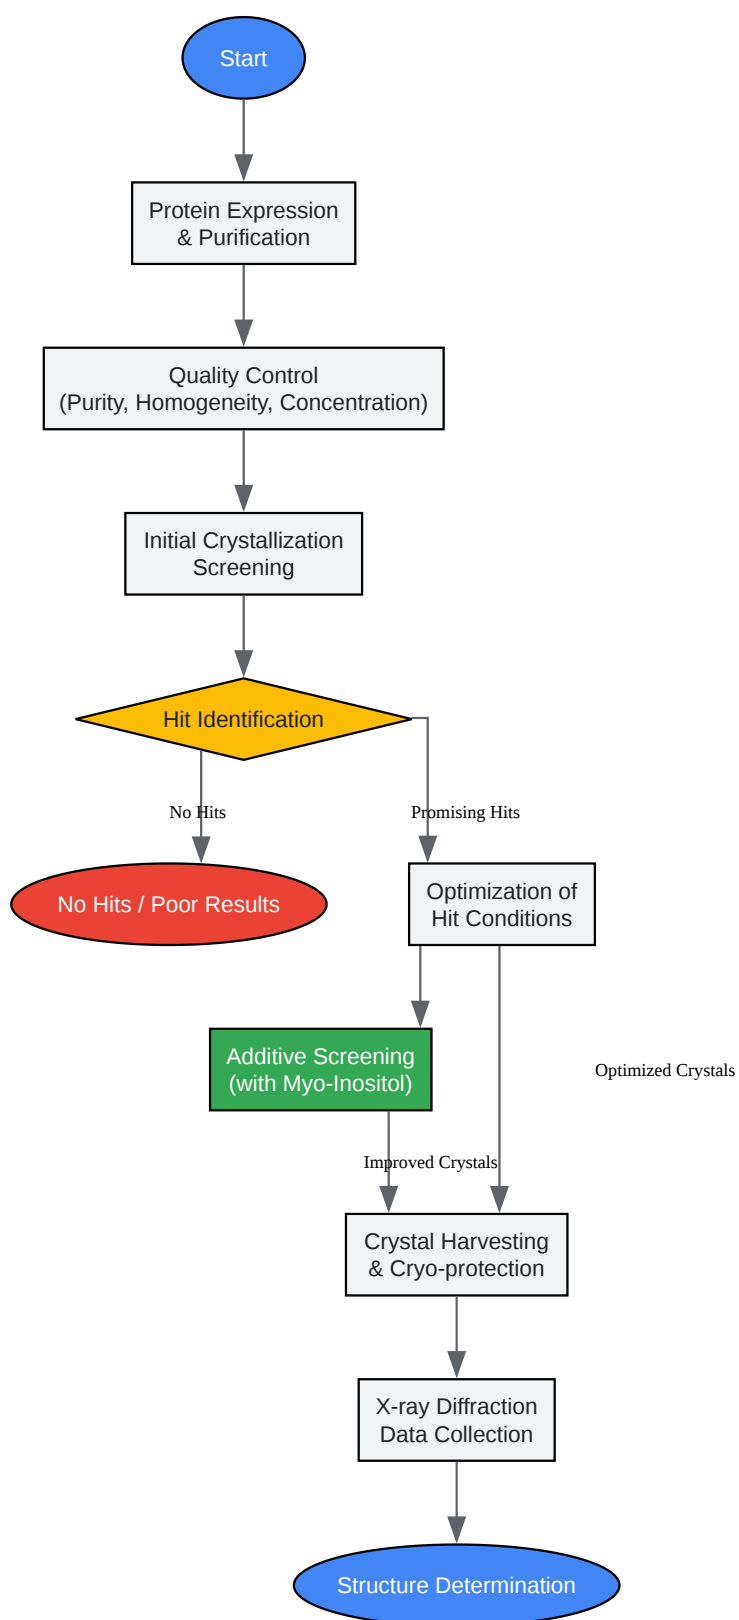 Start
Protein Expression
& Purification
Quality Control
(Purity, Homogeneity, Concentration)
Initial Crystallization
Screening
Hit Identification
No Hits
Promising Hits
No Hits / Poor Results
Optimization of
Hit Conditions
Additive Screening
(with Myo-Inositol)
Optimized Crystals
Improved Crystals
Crystal Harvesting
& Cryo-protection
X-ray Diffraction
Data Collection
Structure Determination